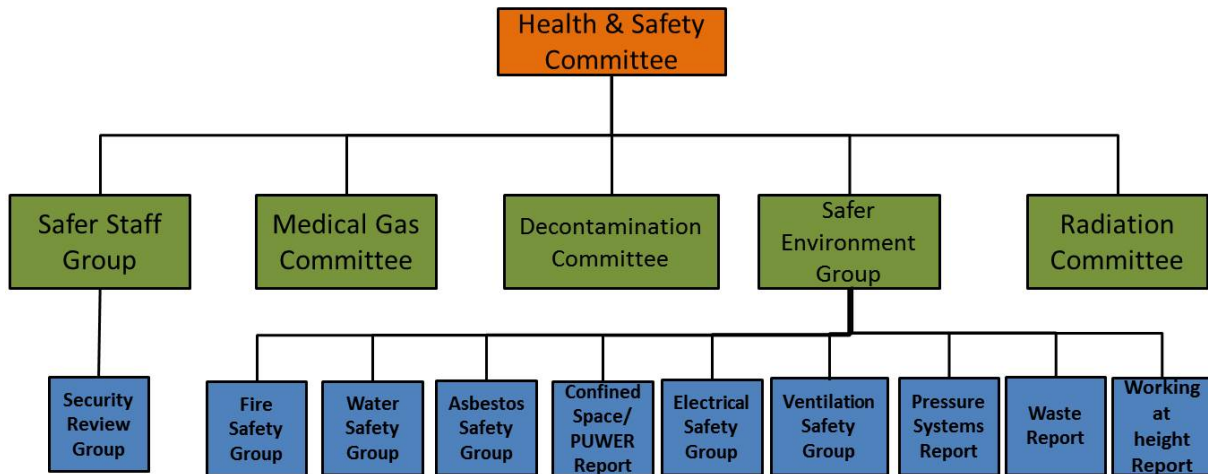 Health & Safety
Committee
Safer Staff
Group
Medical Gas
Committee
Decontamination
Committee
Safer
Environment
Group
Radiation
Committee
Security
Review
Group
Fire
Safety
Group
Water
Safety
Group
Asbestos
Safety
Group
Confined
Space/
PUWER
Report
Electrical
Safety
Group
Ventilation
Safety
Group
Pressure
Systems
Report
Waste
Report
Working
at
height
Report